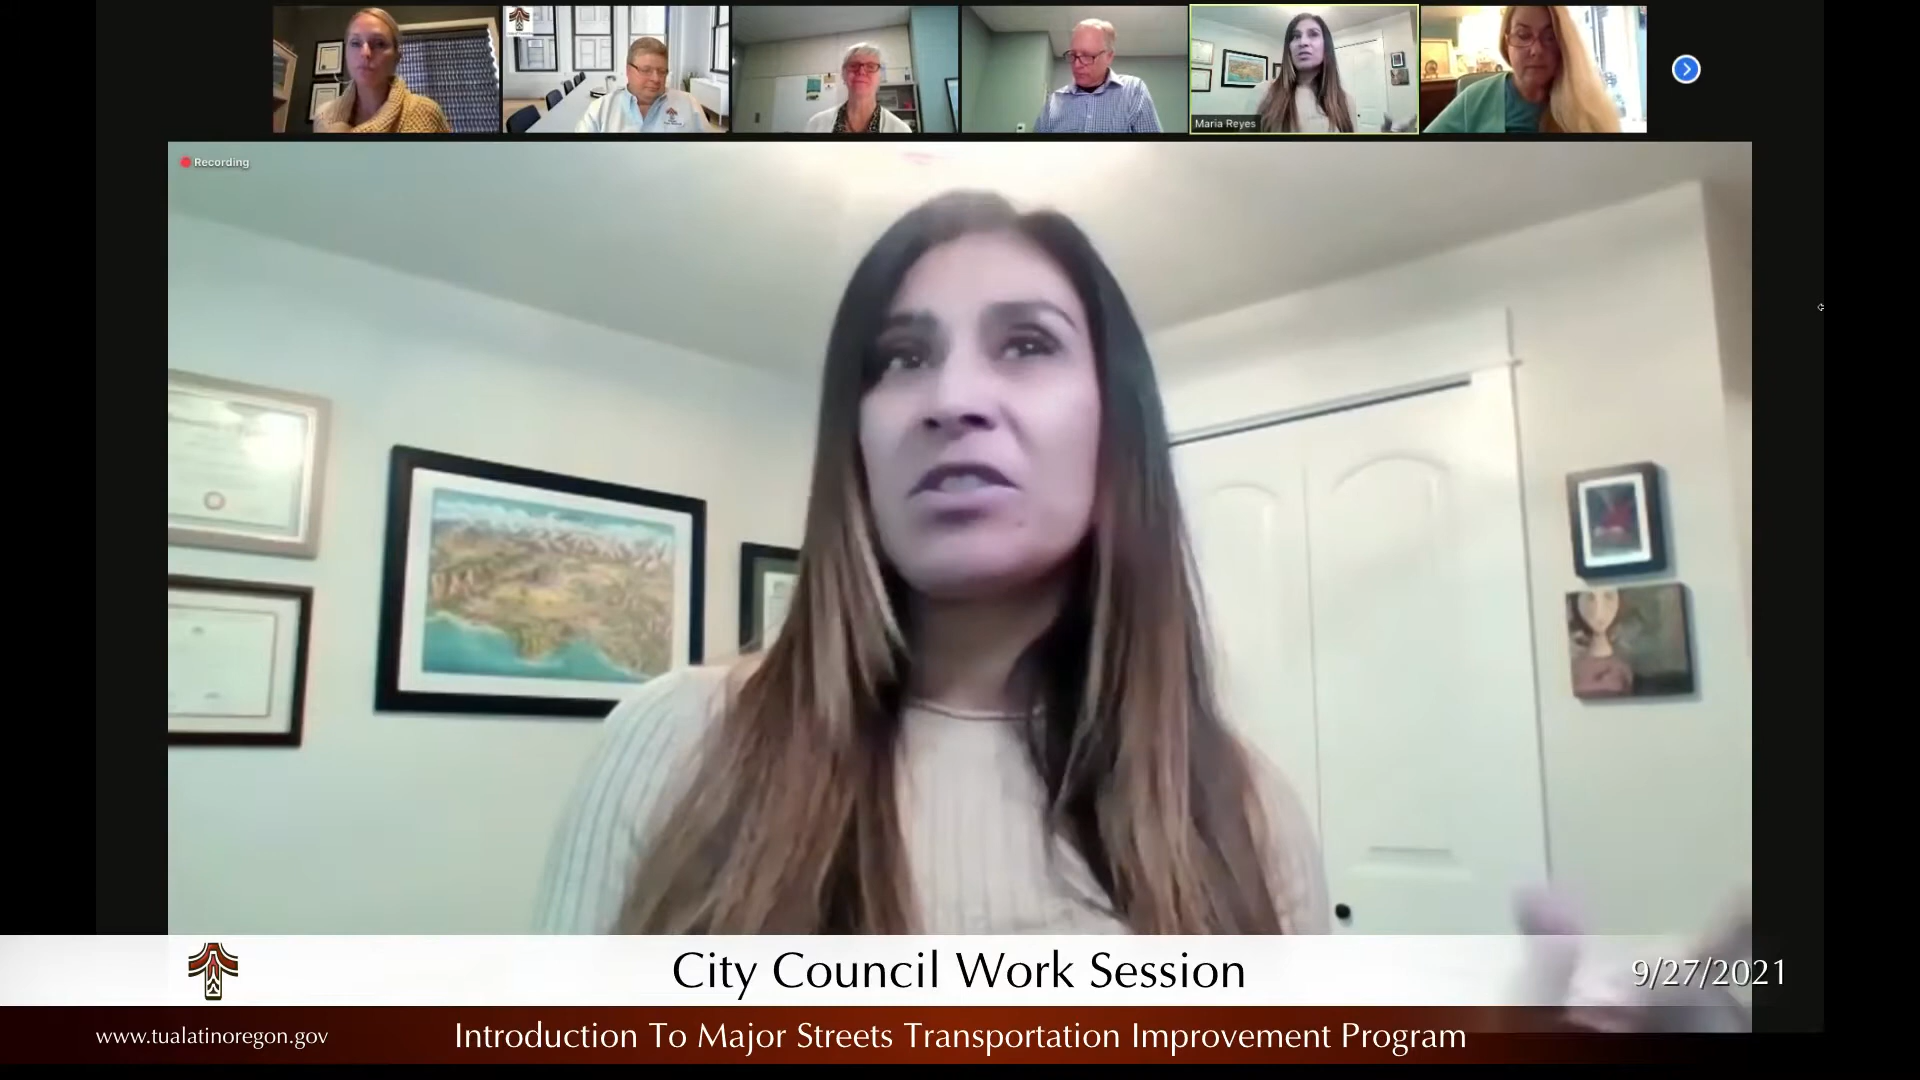 Maria Reyes
Recording
City Council Work Session
9/27/2021
www.tualatinoregon.gov
Introduction To Major Streets Transportation Improvement Program